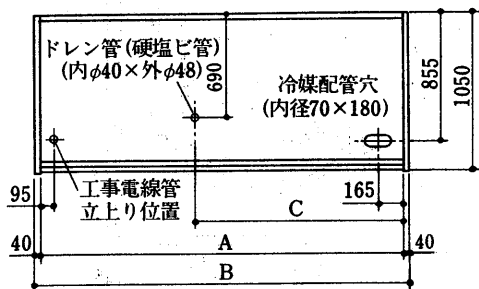 ドレン管(硬塩ビ管)
(内φ40×外φ48)
690
冷媒配管穴
(内径70×180)
855
1050
95
工事電線管
立上り位置
165
C
40
A
40
B